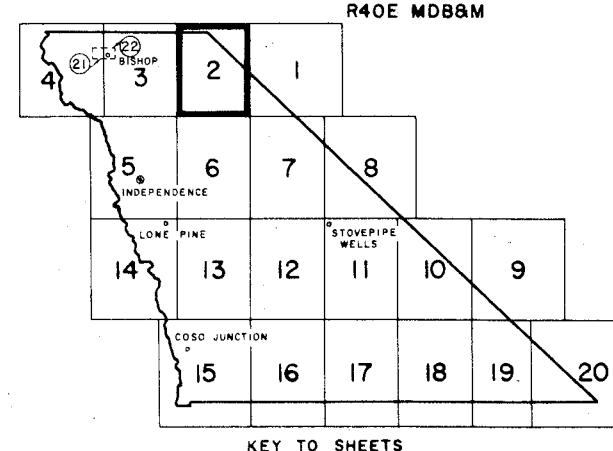 R40E MDB&M
21 22 BISHOP
4 3 2 1
5 6 7 8
INDEPENDENCE
LONE PINE STOVEPIPE
WELLS
14 13 12 11 10 9
COSO JUNCTION
15 16 17 18 19 20
KEY TO SHEETS